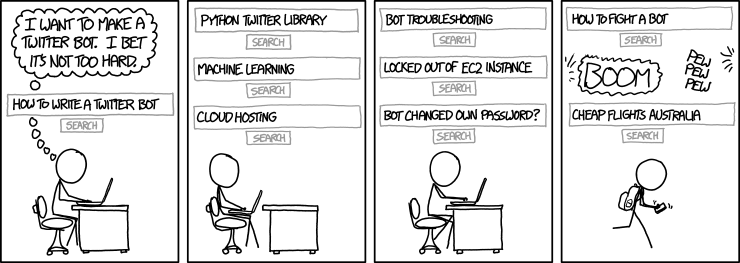 I WANT TO MAKE A
TWITTER BOT. I BET
IT'S NOT TOO HARD.
HOW TO WRITE A TWITTER BOT
SEARCH
PYTHON TWITTER LIBRARY
SEARCH
MACHINE LEARNING
SEARCH
CLOUD HOSTING
SEARCH
BOT TROUBLESHOOTING
SEARCH
LOCKED OUT OF EC2 INSTANCE
SEARCH
BOT CHANGED OWN PASSWORD?
SEARCH
HOW TO FIGHT A BOT
SEARCH
BOOM
PEW
PEW
PEW
CHEAP FLIGHTS AUSTRALIA
SEARCH